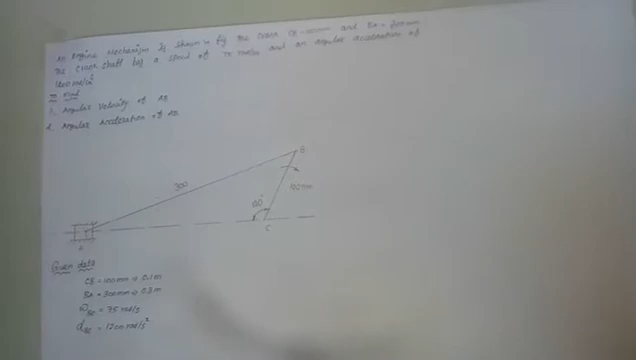 An Engine Mechanism is shown in fig the crank CB=100mm and BA=300mm
the crank shaft has a speed of 75 rad/s and an angular acceleration of
1200 rad/s²
Find
1. Angular velocity of AB
2. Angular Acceleration of AB
B
300
100mm
120°
A
C
Given data
CB = 100mm → 0.1m
BA = 300mm → 0.3m
ωBC = 75 rad/s
αBC = 1200 rad/s²